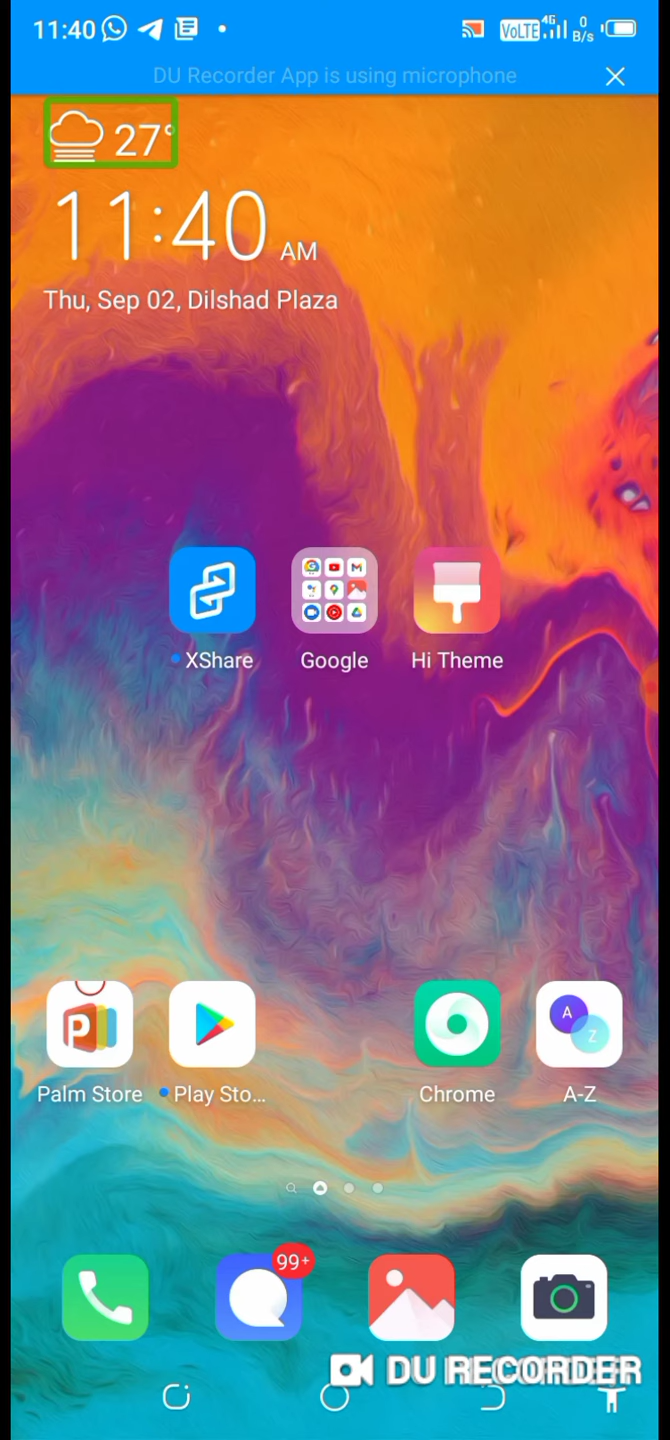 11:40
VoLTE 4G 0 B/s
DU Recorder App is using microphone
27°
11:40 AM
Thu, Sep 02, Dilshad Plaza
XShare
Google
Hi Theme
P
A
Z
Palm Store
Play Sto...
Chrome
A-Z
99+
DU RECORDER